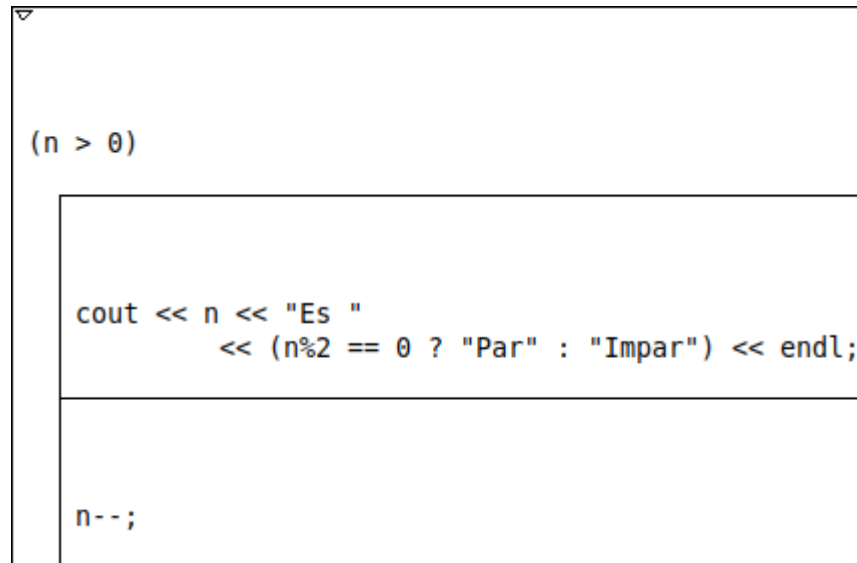 (n > 0)
cout << n << "Es "
<< (n%2 == 0 ? "Par" : "Impar") << endl;
n--;